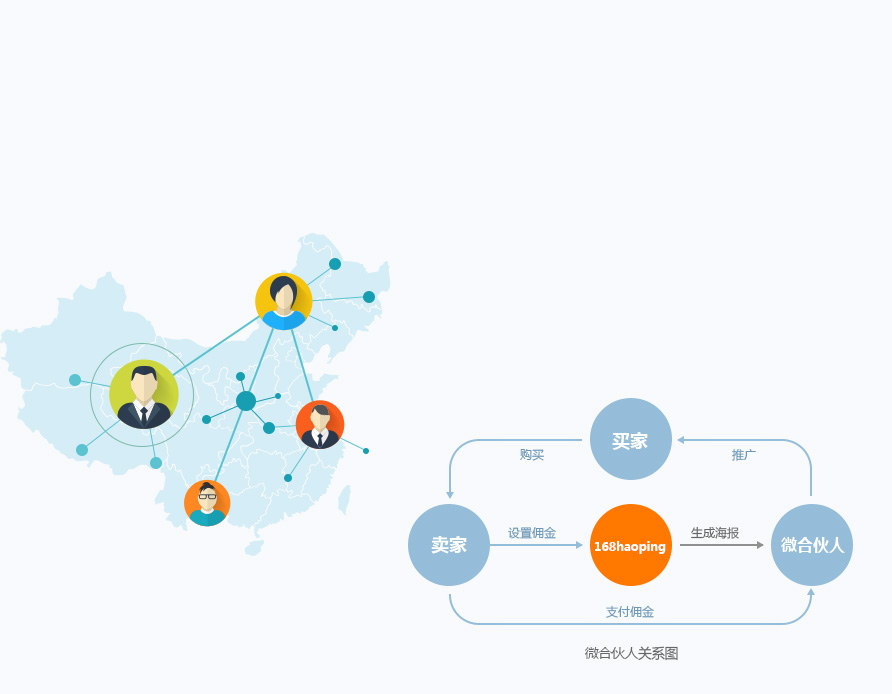 买家
购买
推广
设置佣金
生成海报
卖家
168haoping
微合伙人
支付佣金
微合伙人关系图